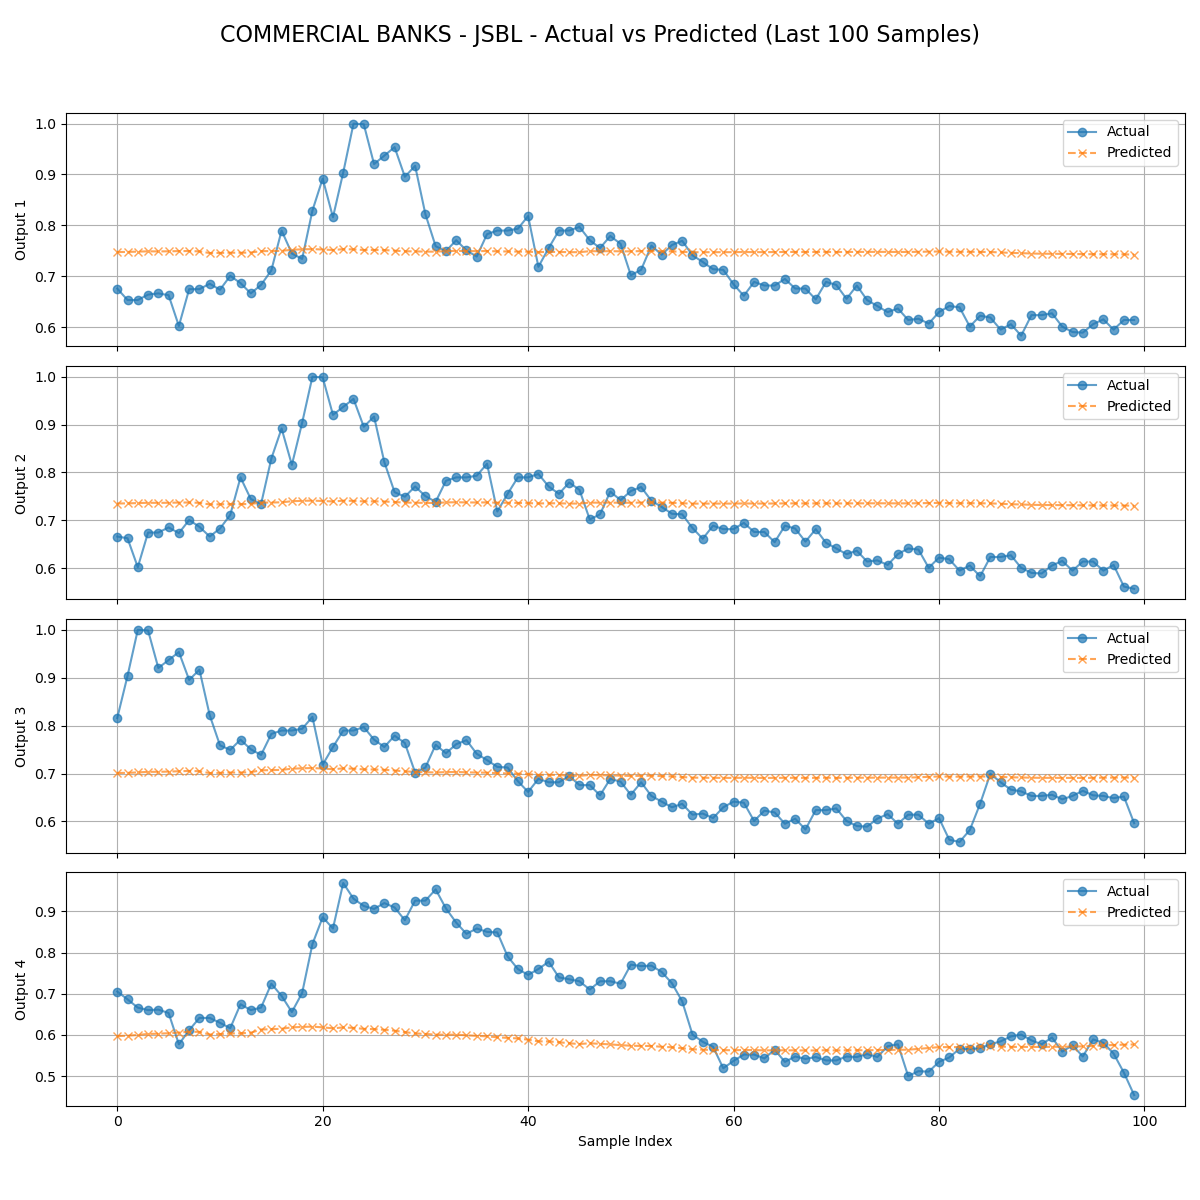 COMMERCIAL BANKS - JSBL - Actual vs Predicted (Last 100 Samples)
1.0
0.9
0.8
0.7
0.6
Output 1
Actual
Predicted
1.0
0.9
0.8
0.7
0.6
Output 2
Actual
Predicted
1.0
0.9
0.8
0.7
0.6
Output 3
Actual
Predicted
0.9
0.8
0.7
0.6
0.5
Output 4
Actual
Predicted
0 20 40 60 80 100
Sample Index